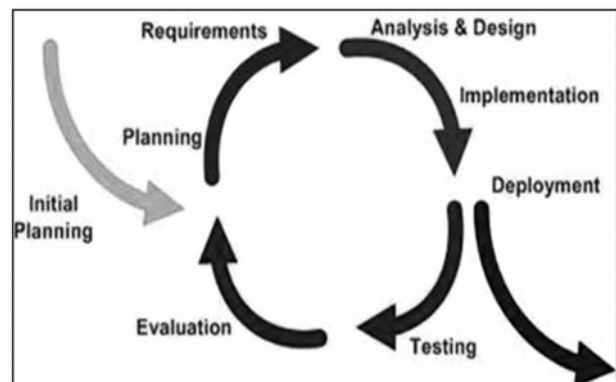 Requirements
Analysis & Design
Implementation
Planning
Deployment
Initial
Planning
Evaluation
Testing